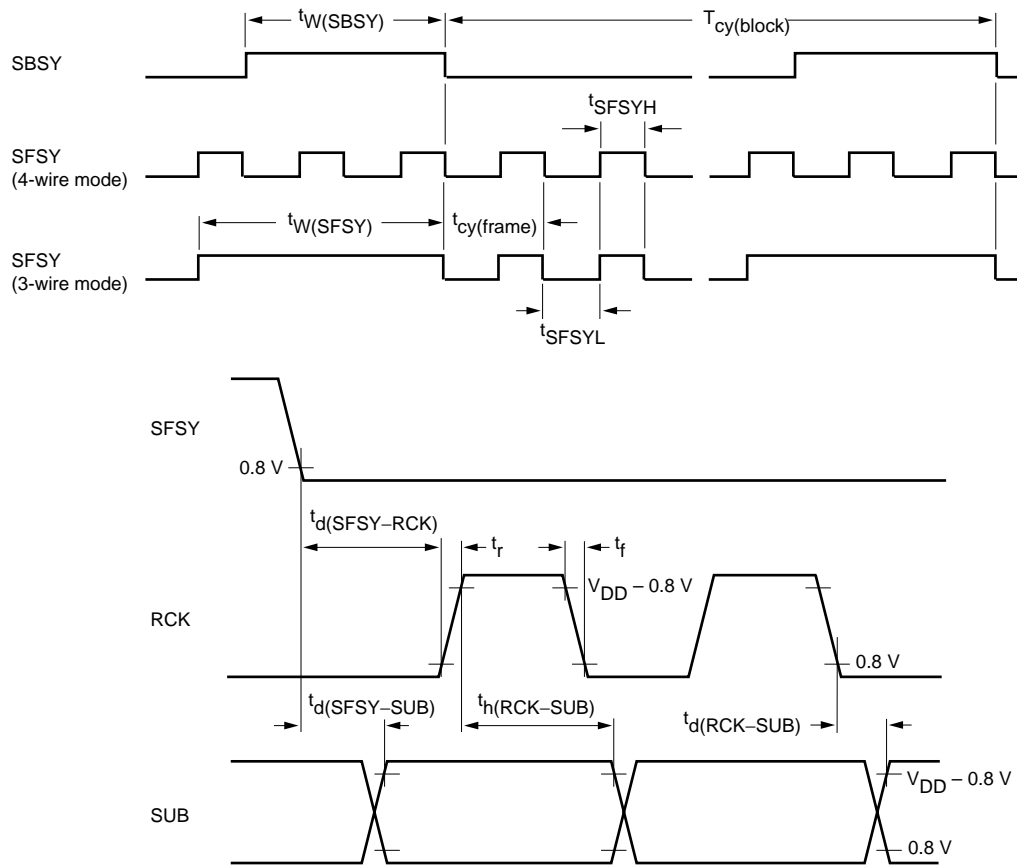 tW(SBSY)
Tcy(block)
SBSY
tSFSYH
SFSY
(4-wire mode)
tW(SFSY)
tcy(frame)
SFSY
(3-wire mode)
tSFSYL
SFSY
0.8 V
td(SFSY–RCK)
tr
tf
VDD – 0.8 V
RCK
0.8 V
td(SFSY–SUB)
th(RCK–SUB)
td(RCK–SUB)
VDD – 0.8 V
SUB
0.8 V